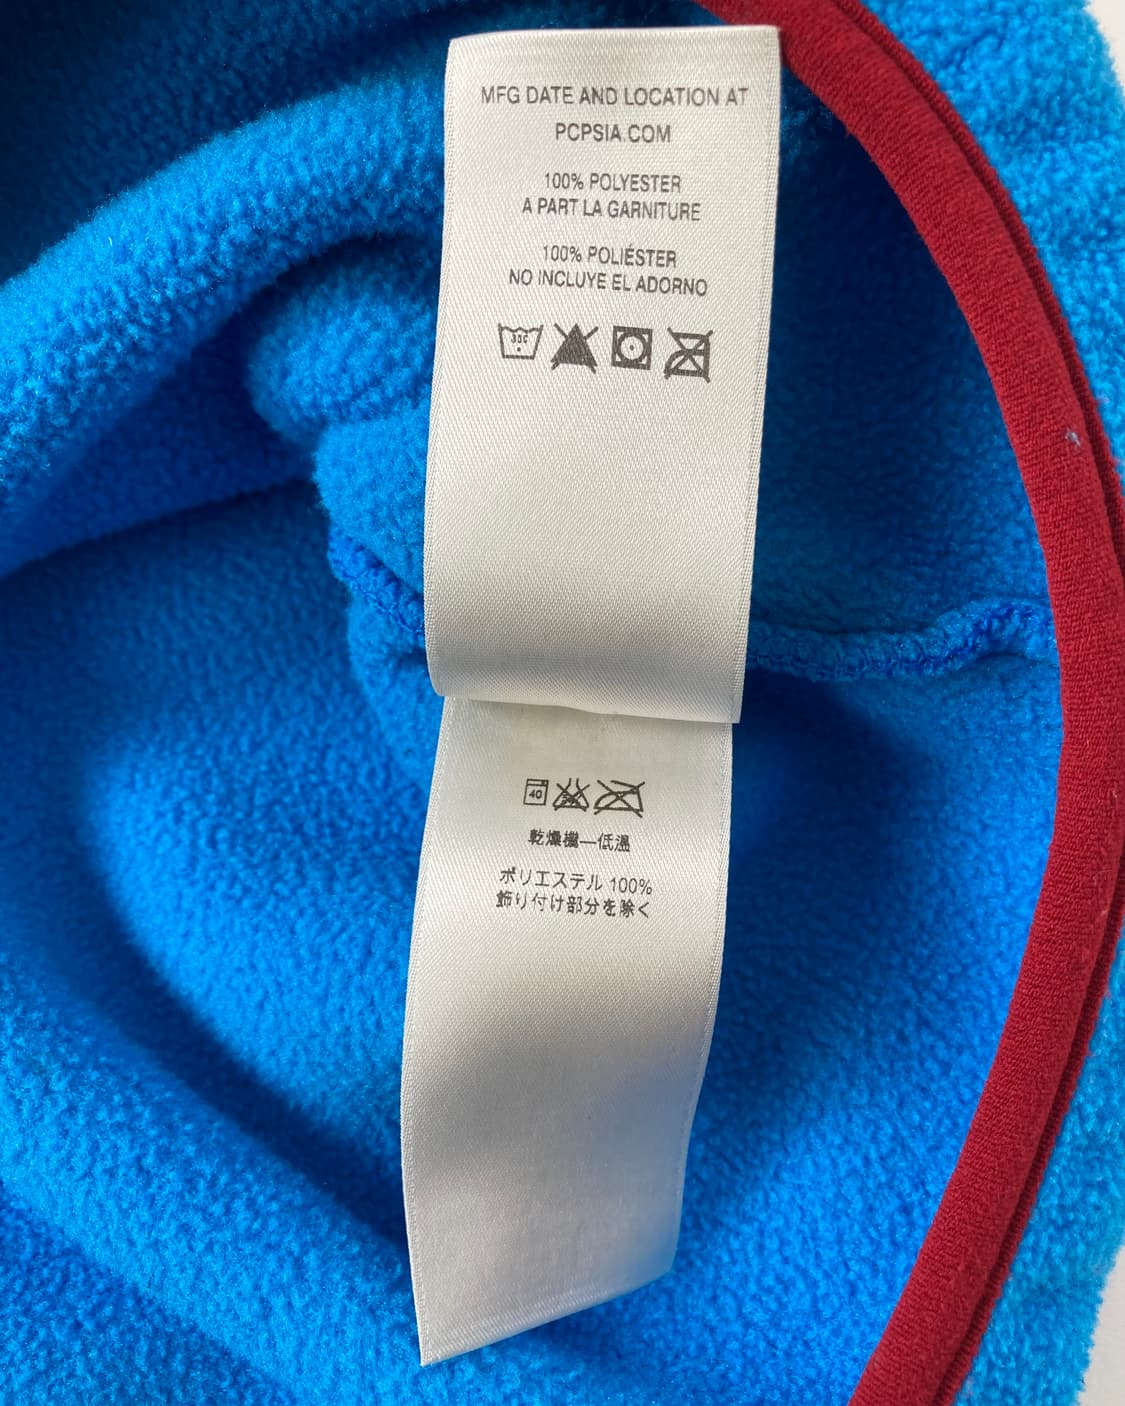 MFG DATE AND LOCATION AT
PCPSIA.COM
100% POLYESTER
A PART LA GARNITURE
100% POLIÉSTER
NO INCLUYE EL ADORNO
30C
40
乾燥機—低温
ポリエステル 100%
飾り付け部分を除く